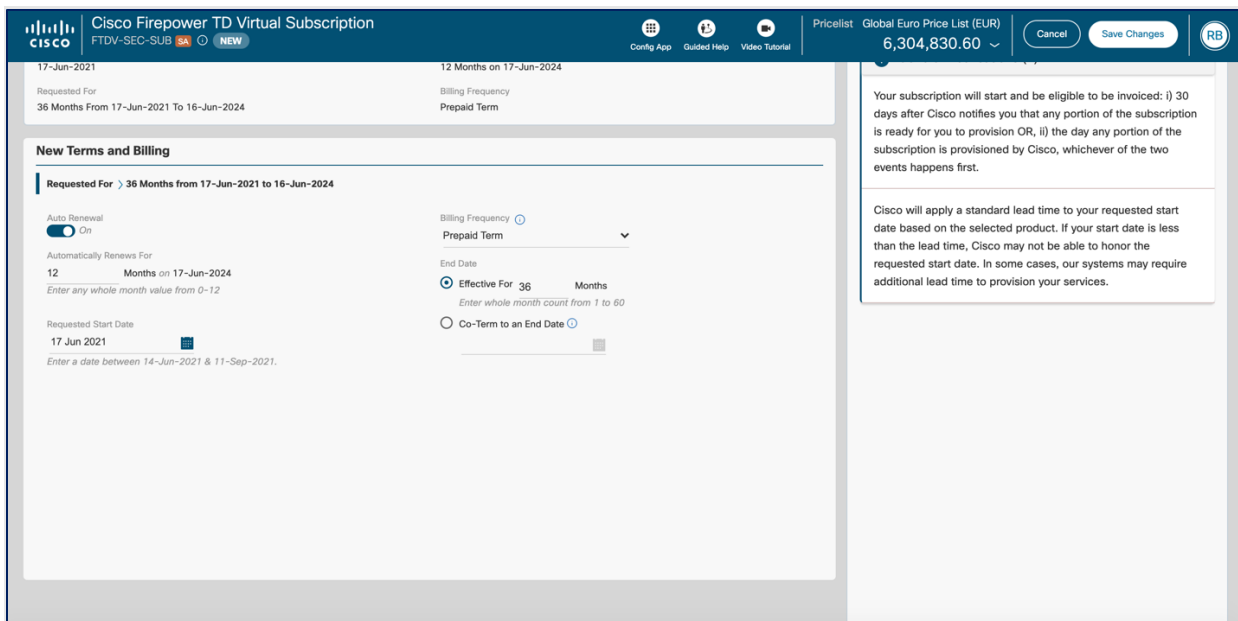 CISCO
Cisco Firepower TD Virtual Subscription
FTDV-SEC-SUB SA NEW
Config App
Guided Help
Video Tutorial
Pricelist Global Euro Price List (EUR)
6,304,830.60
Cancel
Save Changes
RB
17-Jun-2021
12 Months on 17-Jun-2024
Requested For
Billing Frequency
36 Months From 17-Jun-2021 To 16-Jun-2024
Prepaid Term
New Terms and Billing
Requested For > 36 Months from 17-Jun-2021 to 16-Jun-2024
Auto Renewal
On
Automatically Renews For
12 Months on 17-Jun-2024
Enter any whole month value from 0-12
Requested Start Date
17 Jun 2021
Enter a date between 14-Jun-2021 & 11-Sep-2021.
Billing Frequency
Prepaid Term
End Date
Effective For 36 Months
Enter whole month count from 1 to 60
Co-Term to an End Date
Your subscription will start and be eligible to be invoiced: i) 30
days after Cisco notifies you that any portion of the subscription
is ready for you to provision OR, ii) the day any portion of the
subscription is provisioned by Cisco, whichever of the two
events happens first.
Cisco will apply a standard lead time to your requested start
date based on the selected product. If your start date is less
than the lead time, Cisco may not be able to honor the
requested start date. In some cases, our systems may require
additional lead time to provision your services.